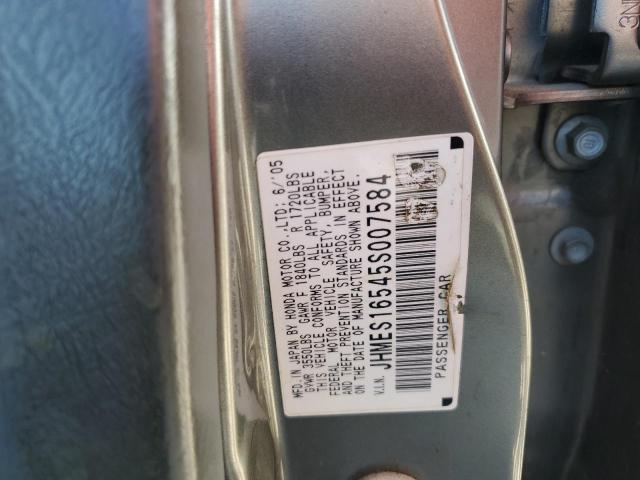 MFD. IN JAPAN BY HONDA MOTOR CO.,LTD; 6/'05
GVWR 3550LBS GAWR F 1840LBS R 1720LBS
THIS VEHICLE CONFORMS TO ALL APPLICABLE
FEDERAL MOTOR VEHICLE SAFETY, BUMPER,
AND THEFT PREVENTION STANDARDS IN EFFECT
ON THE DATE OF MANUFACTURE SHOWN ABOVE.
V.I.N. JHMES16545S007584
PASSENGER CAR